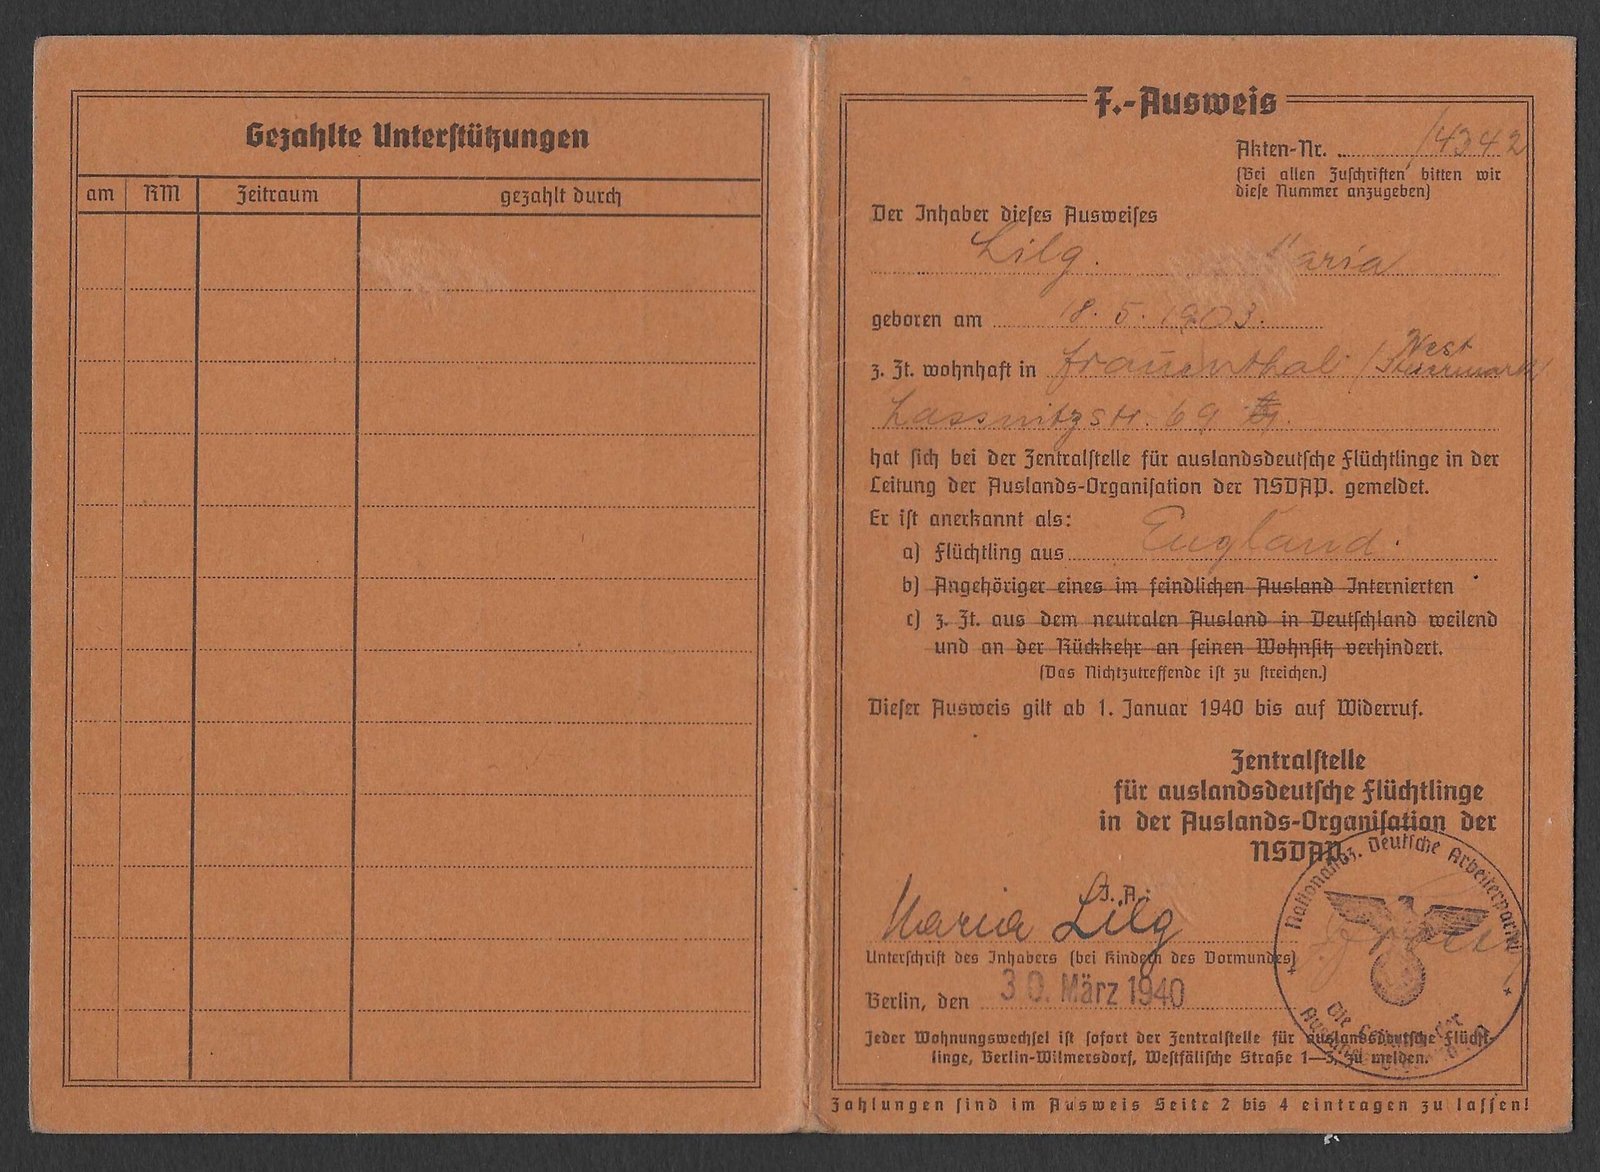 Gezahlte Unterstützungen
am RM Zeitraum gezahlt durch
F.-Ausweis
Akten-Nr. 14342
(Bei allen Zuschriften bitten wir
diese Nummer anzugeben)
Der Inhaber dieses Ausweises
Lilg. Maria
geboren am 18. 5. 1903.
z. Zt. wohnhaft in Frauenthal. / West
Steiermark
Lassnitzstr. 69
hat sich bei der Zentralstelle für auslandsdeutsche Flüchtlinge in der
Leitung der Auslands-Organisation der NSDAP. gemeldet.
Er ist anerkannt als:
a) Flüchtling aus England.
b) Angehöriger eines im feindlichen Ausland Internierten
c) z. Zt. aus dem neutralen Ausland in Deutschland weilend
und an der Rückkehr an seinen Wohnsitz verhindert.
(Das Nichtzutreffende ist zu streichen.)
Dieser Ausweis gilt ab 1. Januar 1940 bis auf Widerruf.
Zentralstelle
für auslandsdeutsche Flüchtlinge
in der Auslands-Organisation der
NSDAP.
Nationalsoz. Deutsche Arbeiterpartei
J. A.:
Maria Lilg
Unterschrift des Inhabers (bei Kindern des Vormundes)
Berlin, den 30. März 1940
Jeder Wohnungswechsel ist sofort der Zentralstelle für auslandsdeutsche Flücht-
linge, Berlin-Wilmersdorf, Westfälische Straße 1—3, zu melden.
Zahlungen sind im Ausweis Seite 2 bis 4 eintragen zu lassen!